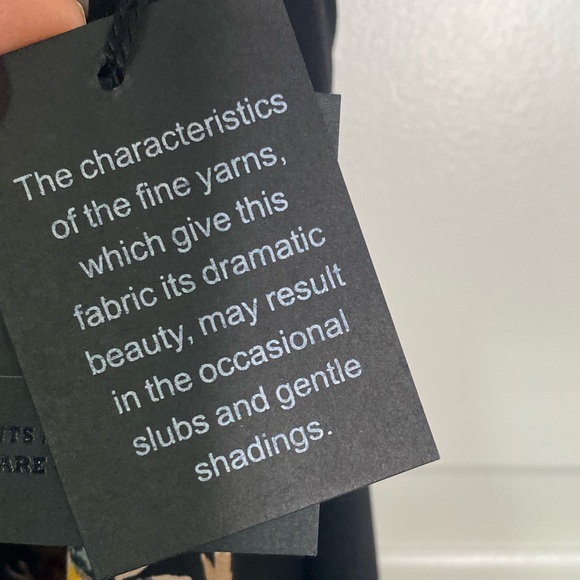 The characteristics
of the fine yarns,
which give this
fabric its dramatic
beauty, may result
in the occasional
slubs and gentle
shadings.